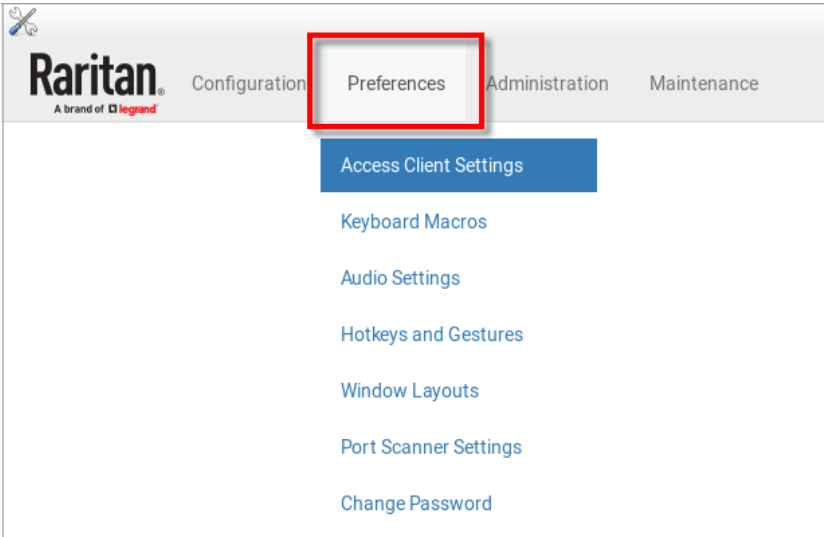 Raritan.
A brand of legrand
Configuration Preferences Administration Maintenance
Access Client Settings
Keyboard Macros
Audio Settings
Hotkeys and Gestures
Window Layouts
Port Scanner Settings
Change Password